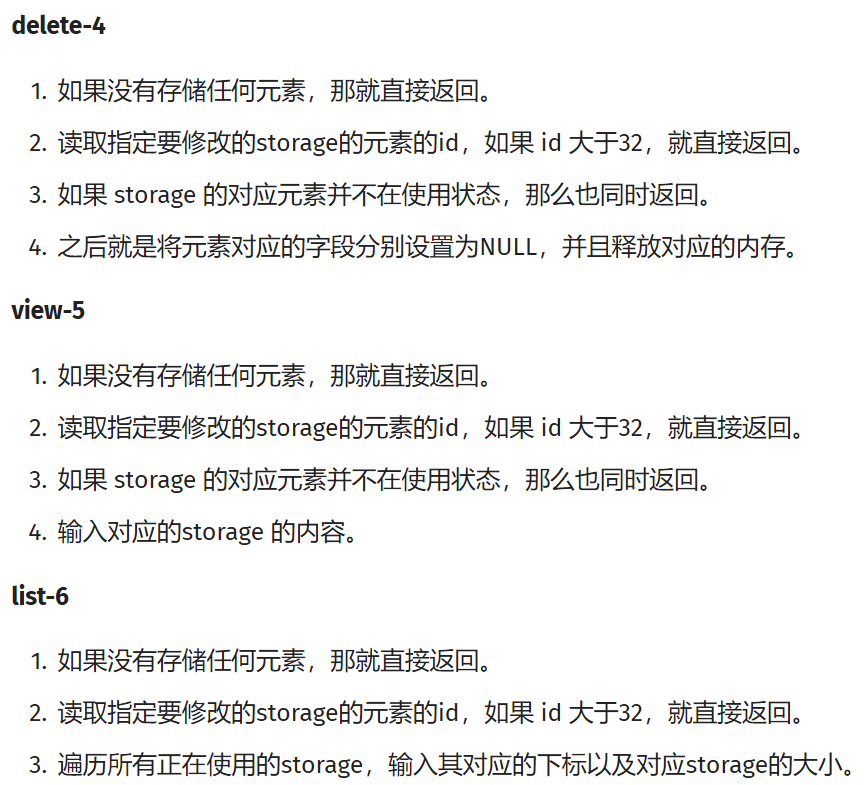 delete-4
1. 如果没有存储任何元素，那就直接返回。
2. 读取指定要修改的storage的元素的id，如果 id 大于32，就直接返回。
3. 如果 storage 的对应元素并不在使用状态，那么也同时返回。
4. 之后就是将元素对应的字段分别设置为NULL，并且释放对应的内存。
view-5
1. 如果没有存储任何元素，那就直接返回。
2. 读取指定要修改的storage的元素的id，如果 id 大于32，就直接返回。
3. 如果 storage 的对应元素并不在使用状态，那么也同时返回。
4. 输入对应的storage 的内容。
list-6
1. 如果没有存储任何元素，那就直接返回。
2. 读取指定要修改的storage的元素的id，如果 id 大于32，就直接返回。
3. 遍历所有正在使用的storage，输入其对应的下标以及对应storage的大小。